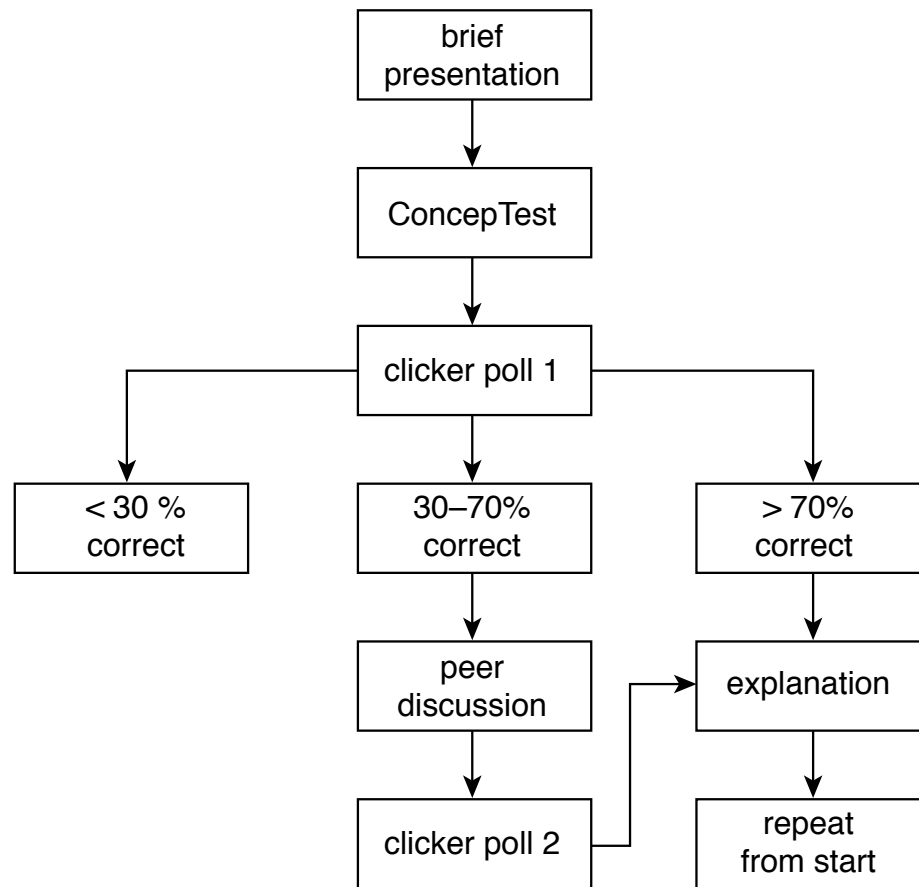 brief
presentation
ConcepTest
clicker poll 1
< 30 %
correct
30–70%
correct
> 70%
correct
peer
discussion
explanation
clicker poll 2
repeat
from start